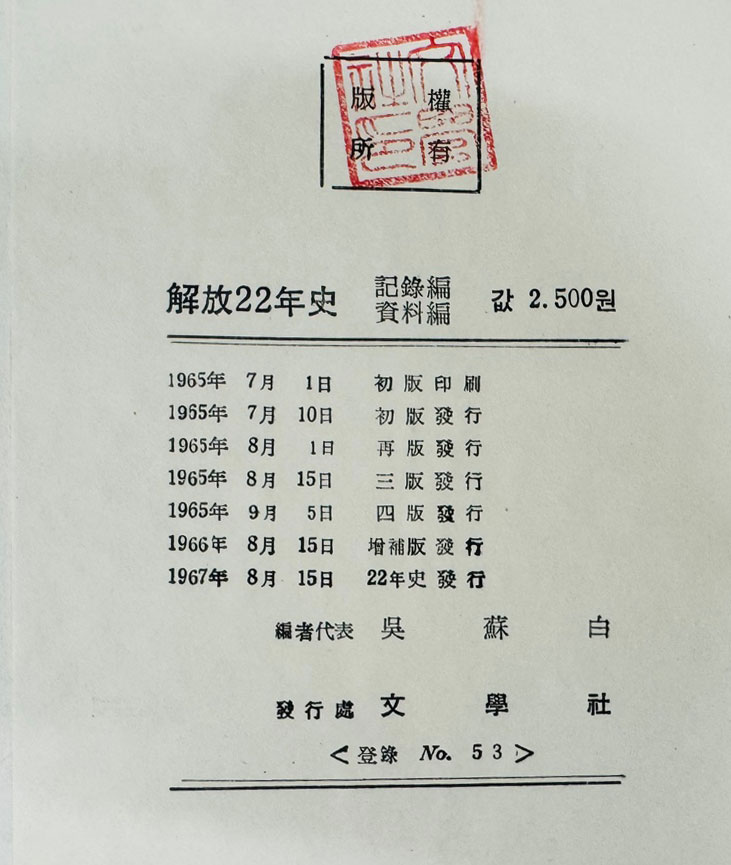 版權
所有
解放22年史 記錄編 資料編 값 2.500원
1965年 7月 1日 初版印刷
1965年 7月 10日 初版發行
1965年 8月 1日 再版發行
1965年 8月 15日 三版發行
1965年 9月 5日 四版發行
1966年 8月 15日 增補版發行
1967年 8月 15日 22年史發行
編者代表 吳蘇白
發行處 文學社
<登錄 No. 53>